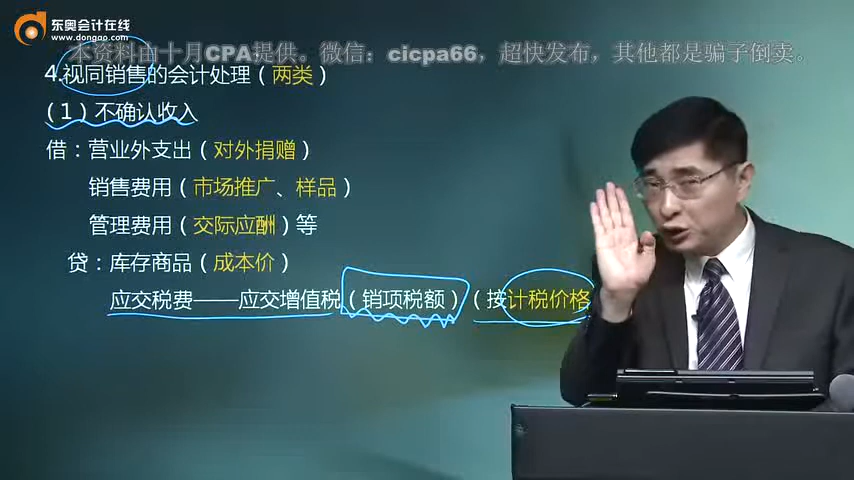 东奥会计在线
www.dongao.com
本资料由十月CPA提供。微信：cicpa66，超快发布，其他都是骗子倒卖。
4.视同销售的会计处理（两类）
（1）不确认收入
借：营业外支出（对外捐赠）
销售费用（市场推广、样品）
管理费用（交际应酬）等
贷：库存商品（成本价）
应交税费——应交增值税（销项税额）（按计税价格